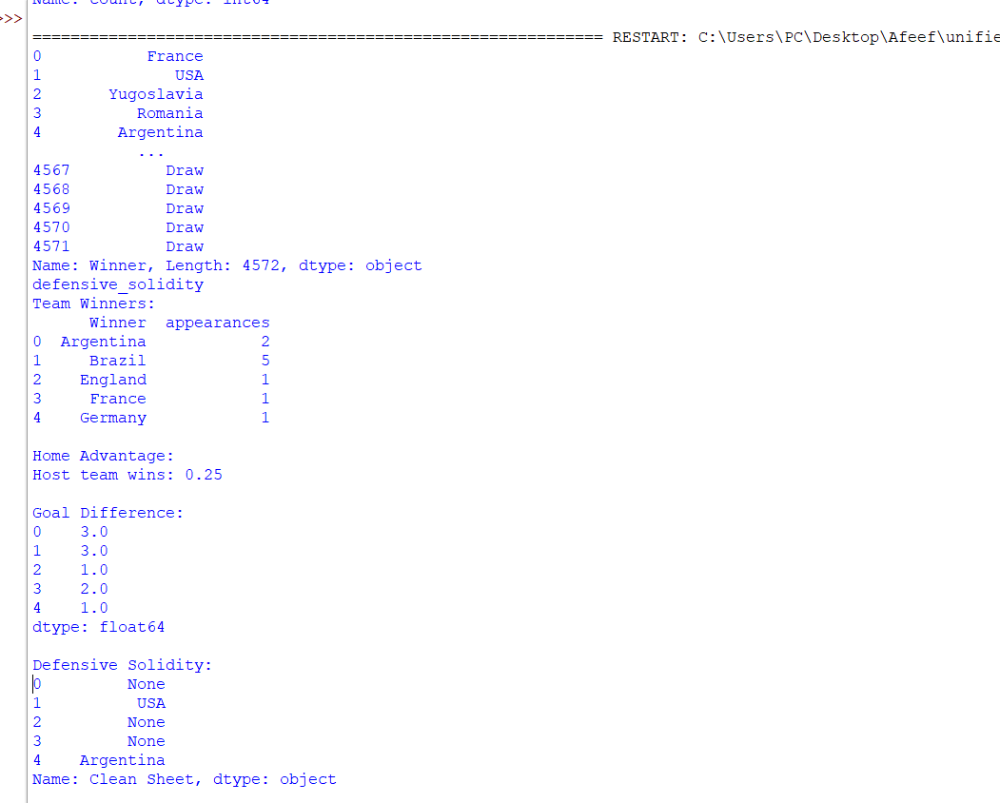 Name: count, dtype: int64
>>>
============================================================ RESTART: C:\Users\PC\Desktop\Afeef\unifie
0 France
1 USA
2 Yugoslavia
3 Romania
4 Argentina
...
4567 Draw
4568 Draw
4569 Draw
4570 Draw
4571 Draw
Name: Winner, Length: 4572, dtype: object
defensive_solidity
Team Winners:
Winner appearances
0 Argentina 2
1 Brazil 5
2 England 1
3 France 1
4 Germany 1
Home Advantage:
Host team wins: 0.25
Goal Difference:
0 3.0
1 3.0
2 1.0
3 2.0
4 1.0
dtype: float64
Defensive Solidity:
0 None
1 USA
2 None
3 None
4 Argentina
Name: Clean Sheet, dtype: object